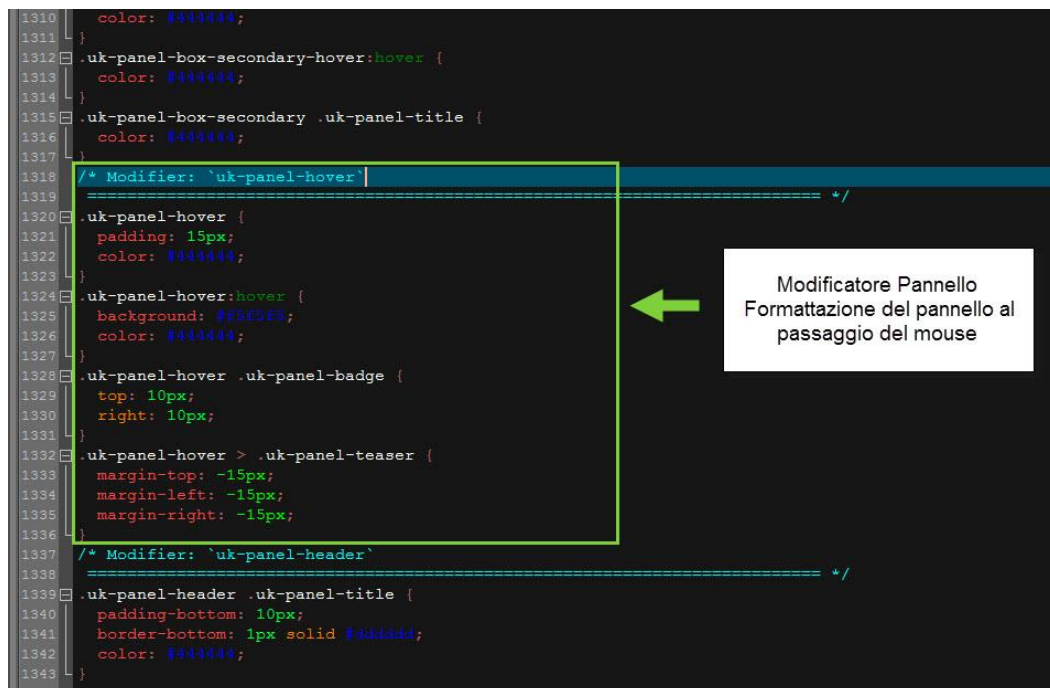 1310 color: #444444;
1311 }
1312 .uk-panel-box-secondary-hover:hover {
1313 color: #444444;
1314 }
1315 .uk-panel-box-secondary .uk-panel-title {
1316 color: #444444;
1317 }
1318 /* Modifier: `uk-panel-hover`
1319 ========================================================================== */
1320 .uk-panel-hover {
1321 padding: 15px;
1322 color: #444444;
1323 }
1324 .uk-panel-hover:hover {
1325 background: #f5f5f5;
1326 color: #444444;
1327 }
1328 .uk-panel-hover .uk-panel-badge {
1329 top: 10px;
1330 right: 10px;
1331 }
1332 .uk-panel-hover > .uk-panel-teaser {
1333 margin-top: -15px;
1334 margin-left: -15px;
1335 margin-right: -15px;
1336 }
1337 /* Modifier: `uk-panel-header`
1338 ========================================================================== */
1339 .uk-panel-header .uk-panel-title {
1340 padding-bottom: 10px;
1341 border-bottom: 1px solid #dddddd;
1342 color: #444444;
1343 }
Modificatore Pannello
Formattazione del pannello al
passaggio del mouse